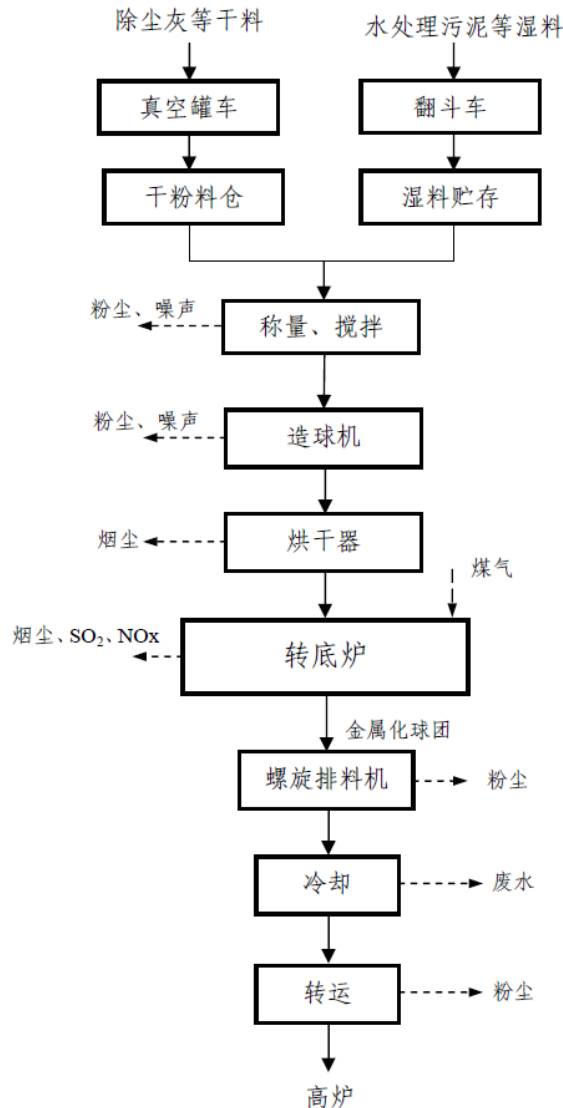 除尘灰等干料
水处理污泥等湿料
真空罐车
翻斗车
干粉料仓
湿料贮存
粉尘、噪声
称量、搅拌
粉尘、噪声
造球机
烟尘
烘干器
煤气
烟尘、SO₂、NOx
转底炉
金属化球团
螺旋排料机
粉尘
冷却
废水
转运
粉尘
高炉